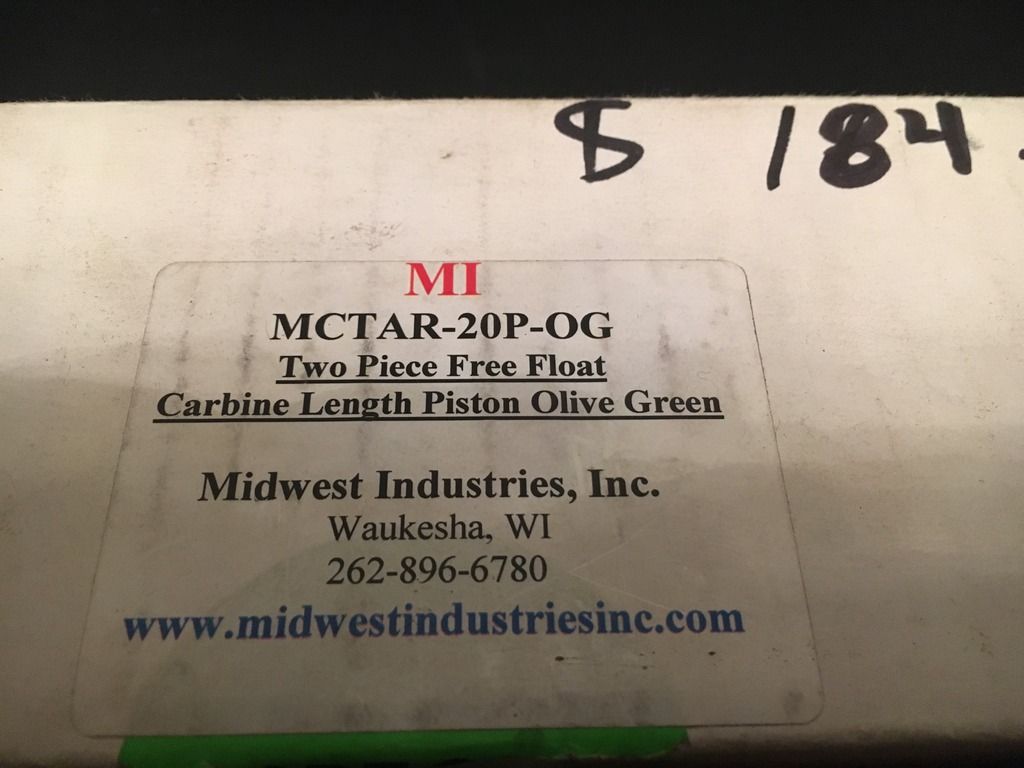 $ 184.
MI
MCTAR-20P-OG
Two Piece Free Float
Carbine Length Piston Olive Green
Midwest Industries, Inc.
Waukesha, WI
262-896-6780
www.midwestindustriesinc.com